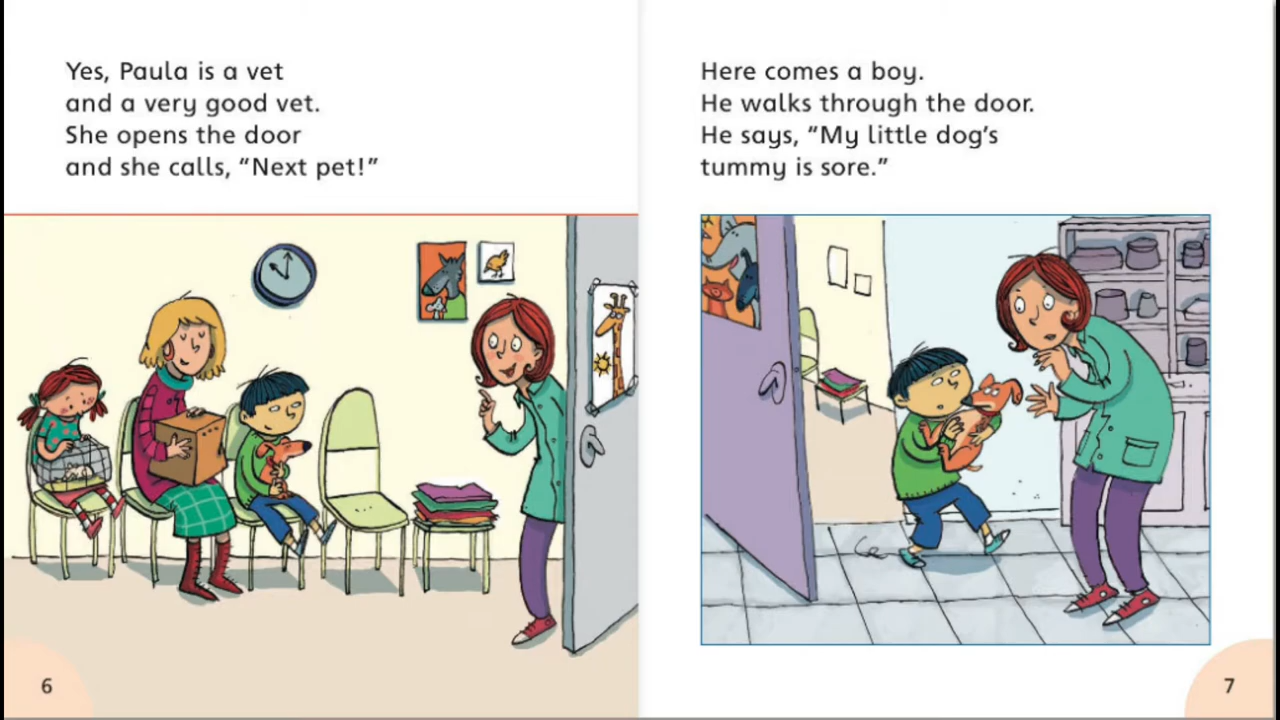 Yes, Paula is a vet
and a very good vet.
She opens the door
and she calls, “Next pet!”
6
Here comes a boy.
He walks through the door.
He says, “My little dog’s
tummy is sore.”
7